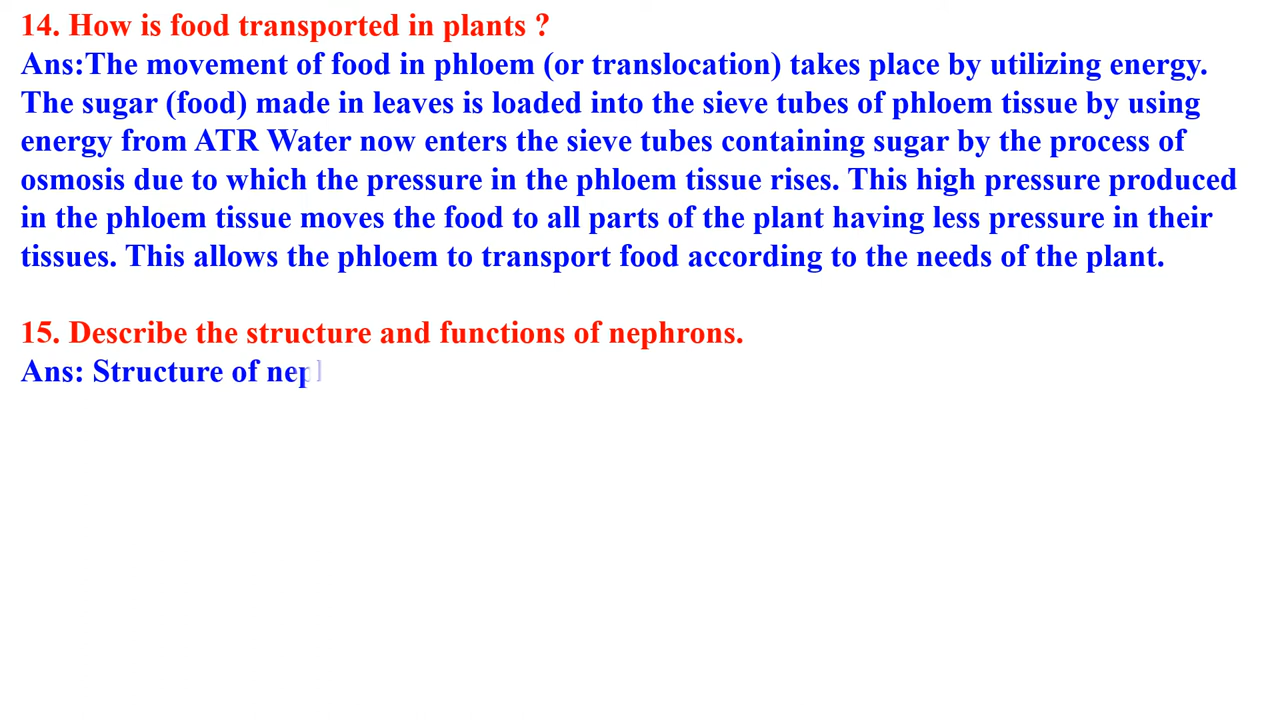 14. How is food transported in plants ?
Ans:The movement of food in phloem (or translocation) takes place by utilizing energy.
The sugar (food) made in leaves is loaded into the sieve tubes of phloem tissue by using
energy from ATR Water now enters the sieve tubes containing sugar by the process of
osmosis due to which the pressure in the phloem tissue rises. This high pressure produced
in the phloem tissue moves the food to all parts of the plant having less pressure in their
tissues. This allows the phloem to transport food according to the needs of the plant.
15. Describe the structure and functions of nephrons.
Ans: Structure of nep